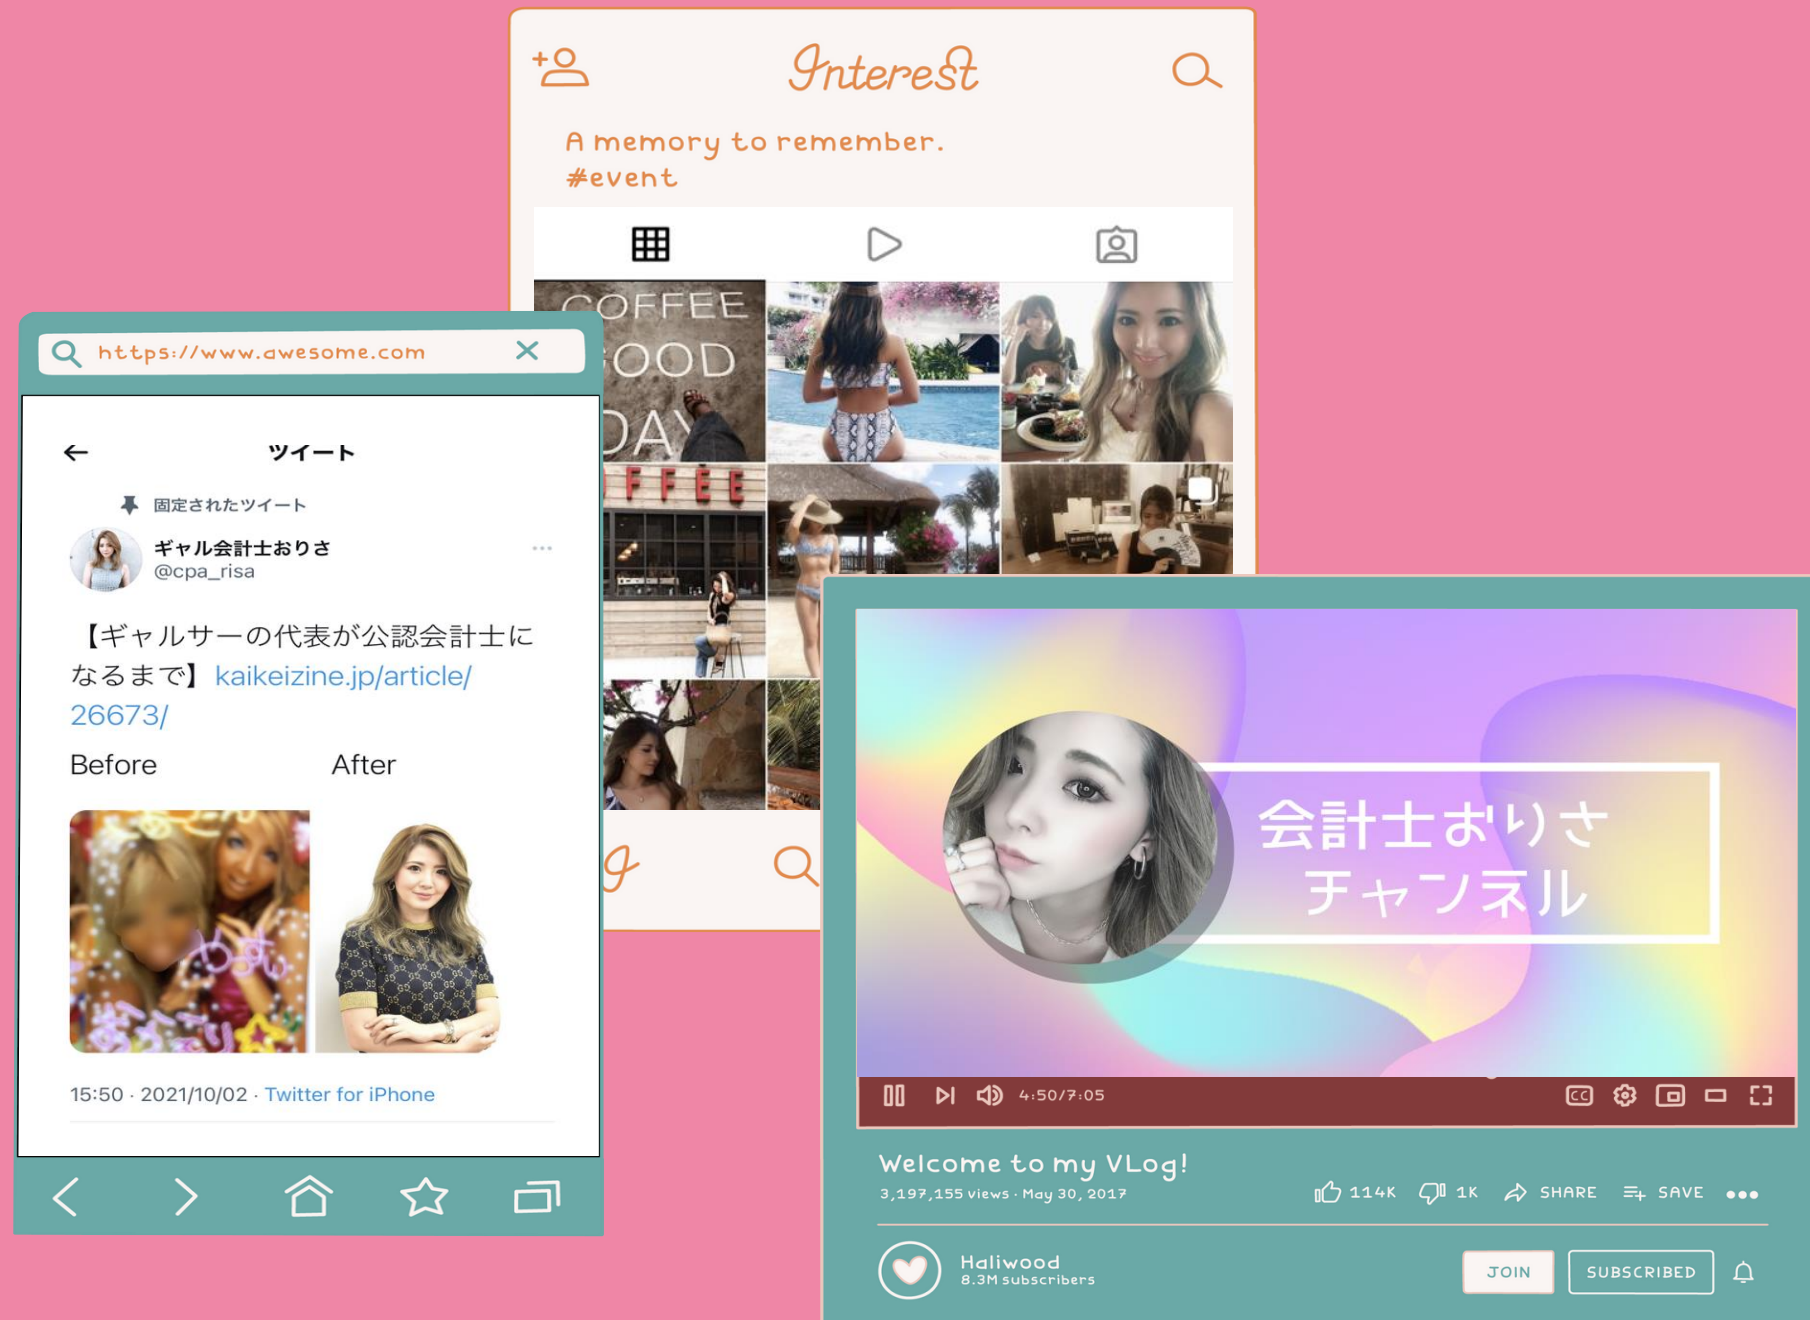 Interest
A memory to remember.
#event
COFFEE
GOOD
DAY
OFFEE
https://www.awesome.com
ツイート
固定されたツイート
ギャル会計士おりさ
@cpa_risa
【ギャルサーの代表が公認会計士に
なるまで】kaikeizine.jp/article/
26673/
Before After
15:50 · 2021/10/02 · Twitter for iPhone
会計士おりさ
チャンネル
4:50/7:05
CC
Welcome to my VLog!
3,197,155 views · May 30, 2017
114K 1K SHARE SAVE
Haliwood
8.3M subscribers
JOIN SUBSCRIBED